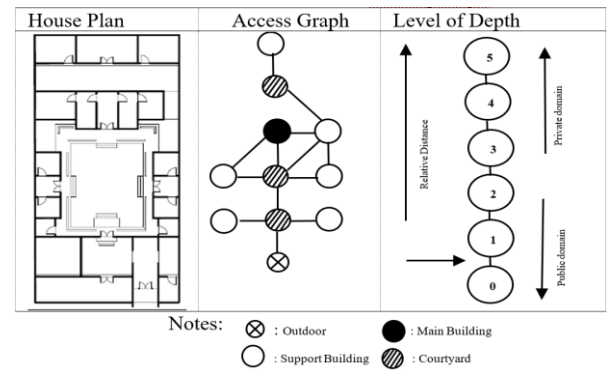 House Plan
Access Graph
Level of Depth
Relative Distance
5
4
3
2
1
0
Private domain
Public domain
Notes:
: Outdoor
: Main Building
: Support Building
: Courtyard